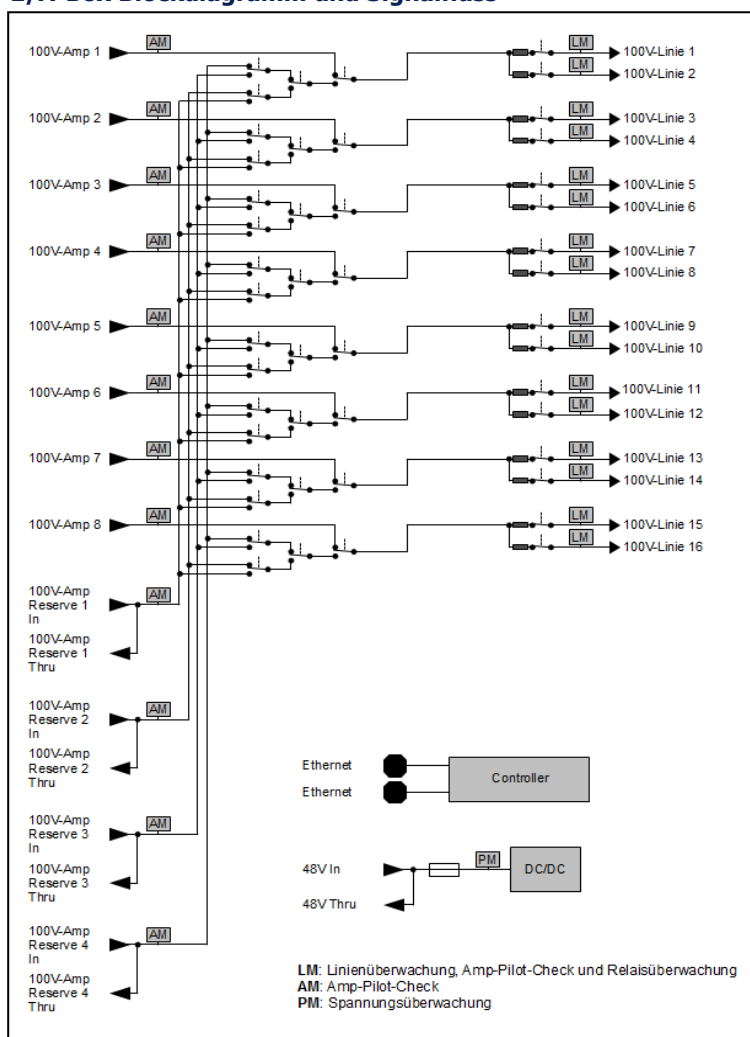 100V-Amp 1
AM
LM
100V-Linie 1
LM
100V-Linie 2
100V-Amp 2
AM
LM
100V-Linie 3
LM
100V-Linie 4
100V-Amp 3
AM
LM
100V-Linie 5
LM
100V-Linie 6
100V-Amp 4
AM
LM
100V-Linie 7
LM
100V-Linie 8
100V-Amp 5
AM
LM
100V-Linie 9
LM
100V-Linie 10
100V-Amp 6
AM
LM
100V-Linie 11
LM
100V-Linie 12
100V-Amp 7
AM
LM
100V-Linie 13
LM
100V-Linie 14
100V-Amp 8
AM
LM
100V-Linie 15
LM
100V-Linie 16
100V-Amp
Reserve 1
In
AM
100V-Amp
Reserve 1
Thru
100V-Amp
Reserve 2
In
AM
100V-Amp
Reserve 2
Thru
100V-Amp
Reserve 3
In
AM
100V-Amp
Reserve 3
Thru
100V-Amp
Reserve 4
In
AM
100V-Amp
Reserve 4
Thru
Ethernet
Ethernet
Controller
48V In
PM
DC/DC
48V Thru
LM: Linienüberwachung, Amp-Pilot-Check und Relaisüberwachung
AM: Amp-Pilot-Check
PM: Spannungsüberwachung